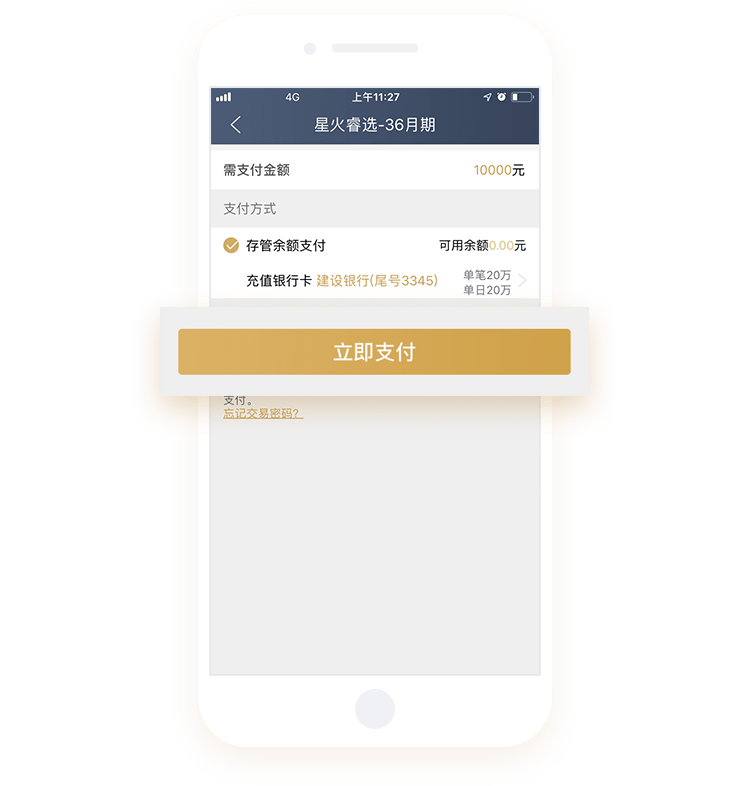 4G 上午11:27
星火睿选-36月期
需支付金额 10000元
支付方式
存管余额支付 可用余额0.00元
充值银行卡 建设银行(尾号3345) 单笔20万
单日20万
立即支付
支付。
忘记交易密码？